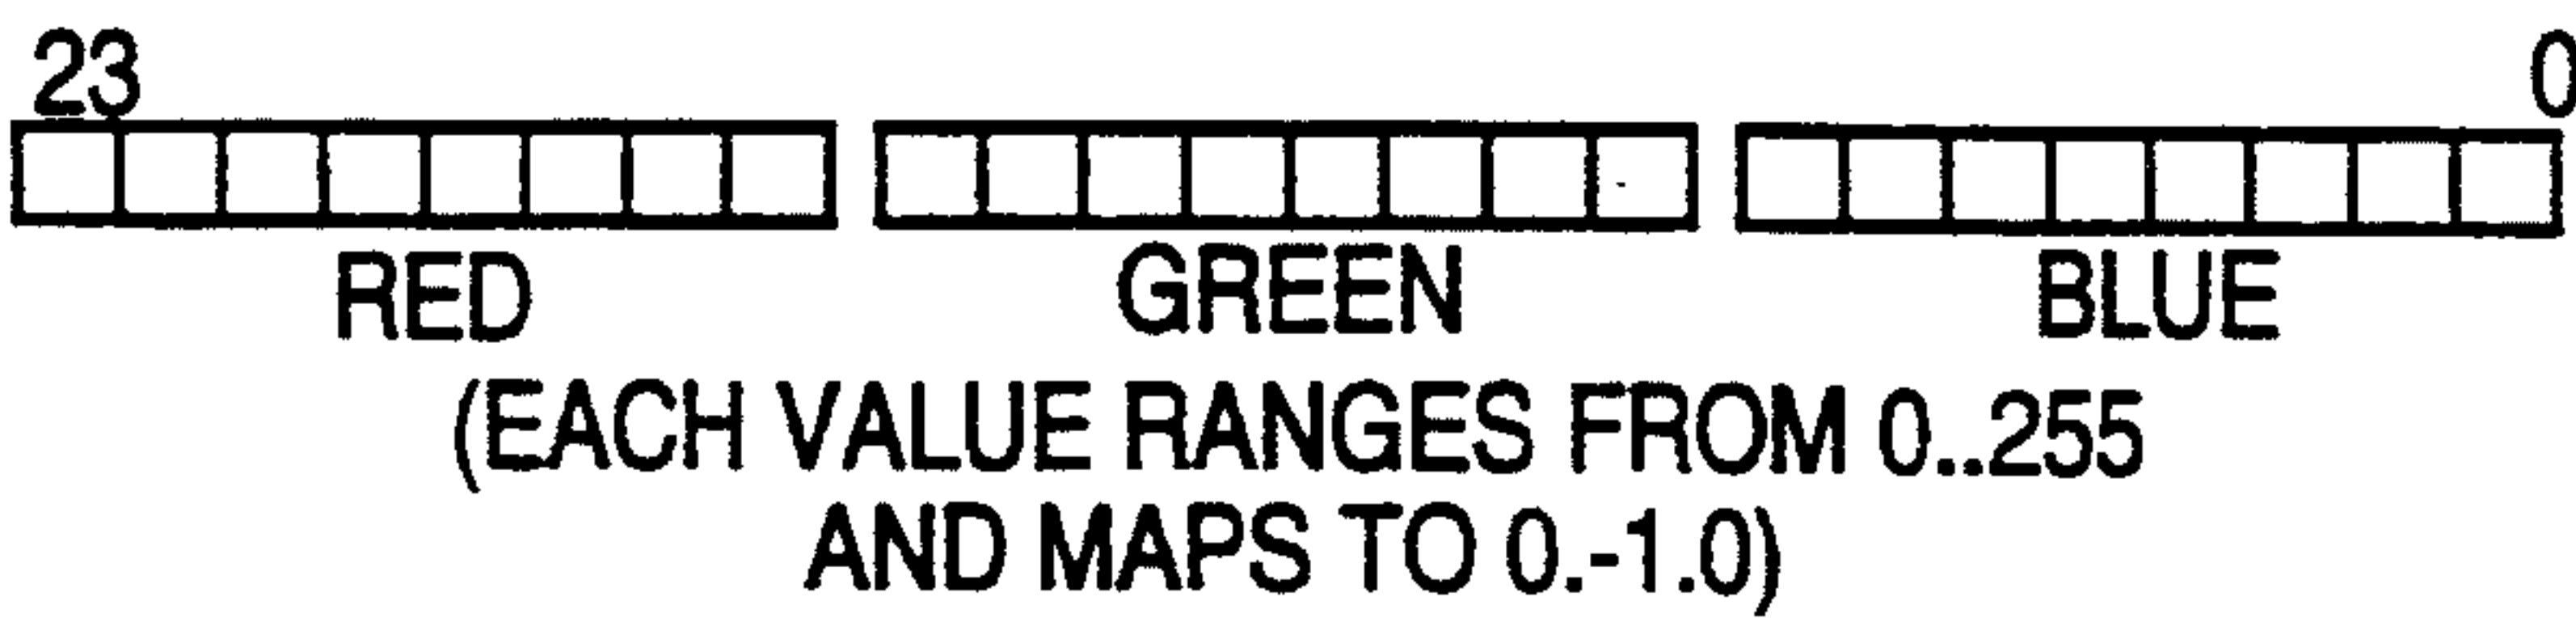 23 0
RED GREEN BLUE
(EACH VALUE RANGES FROM 0..255
AND MAPS TO 0.-1.0)